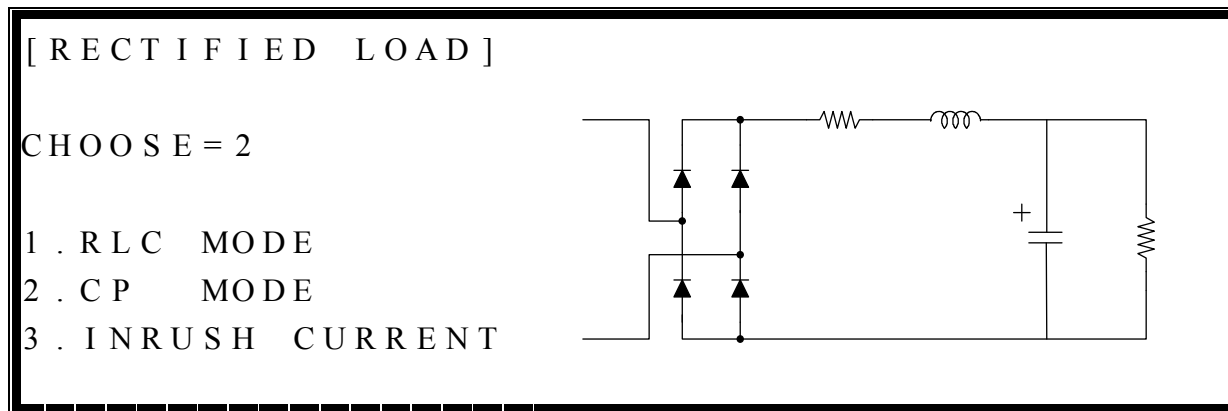 [RECTIFIED LOAD]
CHOOSE=2
1.RLC MODE
2.CP MODE
3.INRUSH CURRENT
+